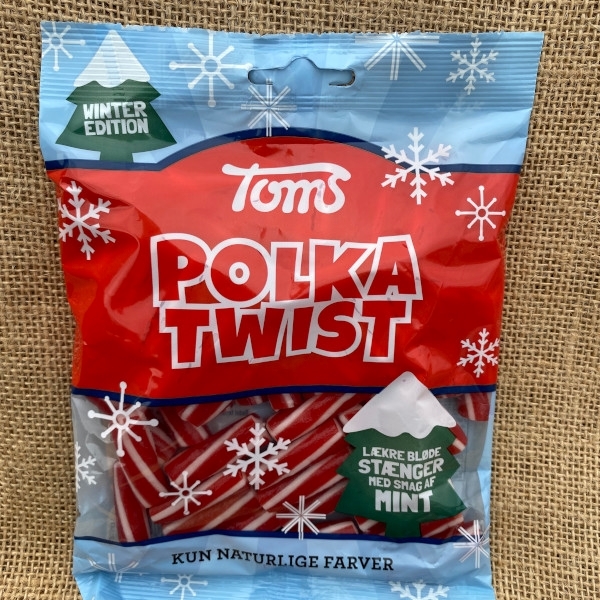 WINTER
EDITION
Toms
POLKA
TWIST
LÆKRE BLØDE
STÆNGER
MED SMAG AF
MINT
KUN NATURLIGE FARVER